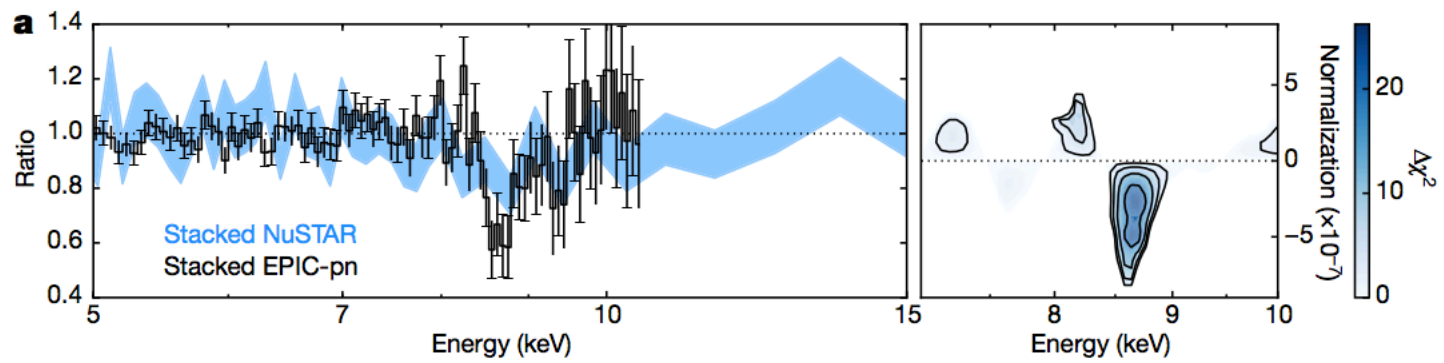 a
1.4
1.2
1.0
0.8
0.6
0.4
Ratio
Stacked NuSTAR
Stacked EPIC-pn
5
7
10
15
Energy (keV)
8
9
10
Energy (keV)
5
0
−5
Normalization (×10⁻⁷)
20
10
0
Δχ²